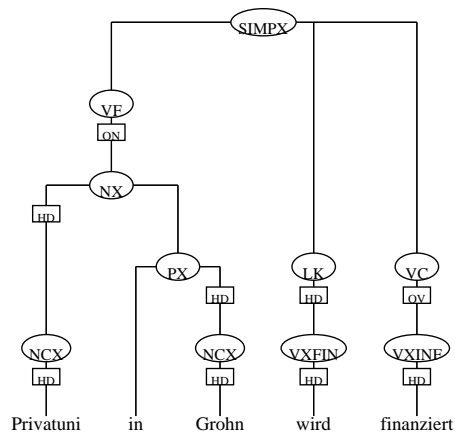 SIMPX
VF
ON
NX
HD
PX LK VC
HD HD OV
NCX NCX VXFIN VXINF
HD HD HD HD
Privatuni in Grohn wird finanziert